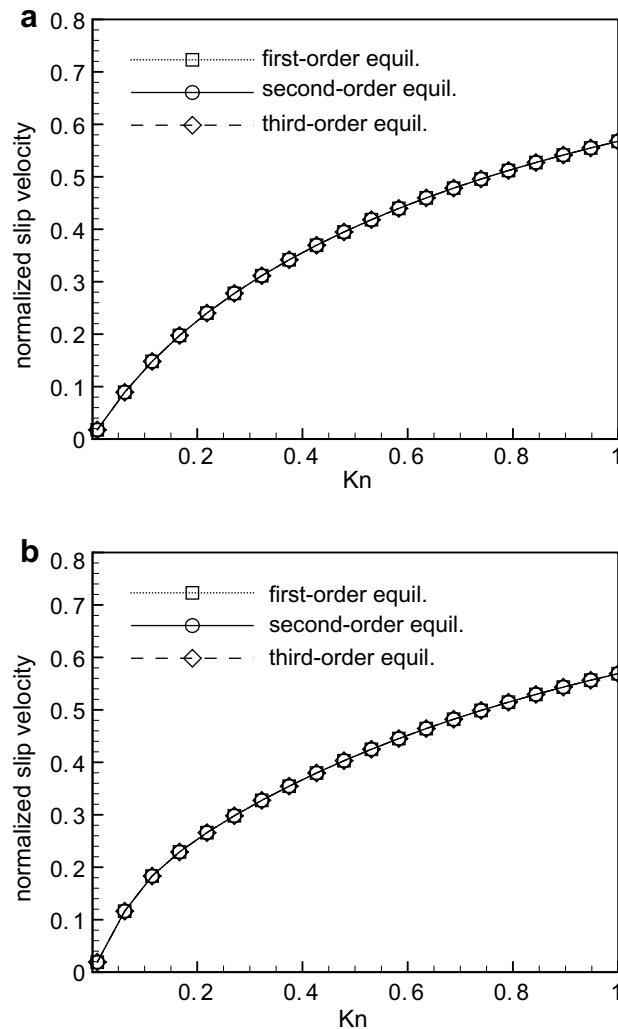 a
0.8
0.7
0.6
0.5
0.4
0.3
0.2
0.1
0
normalized slip velocity
first-order equil.
second-order equil.
third-order equil.
0.2 0.4 0.6 0.8 1
Kn
b
0.8
0.7
0.6
0.5
0.4
0.3
0.2
0.1
0
normalized slip velocity
first-order equil.
second-order equil.
third-order equil.
0.2 0.4 0.6 0.8 1
Kn